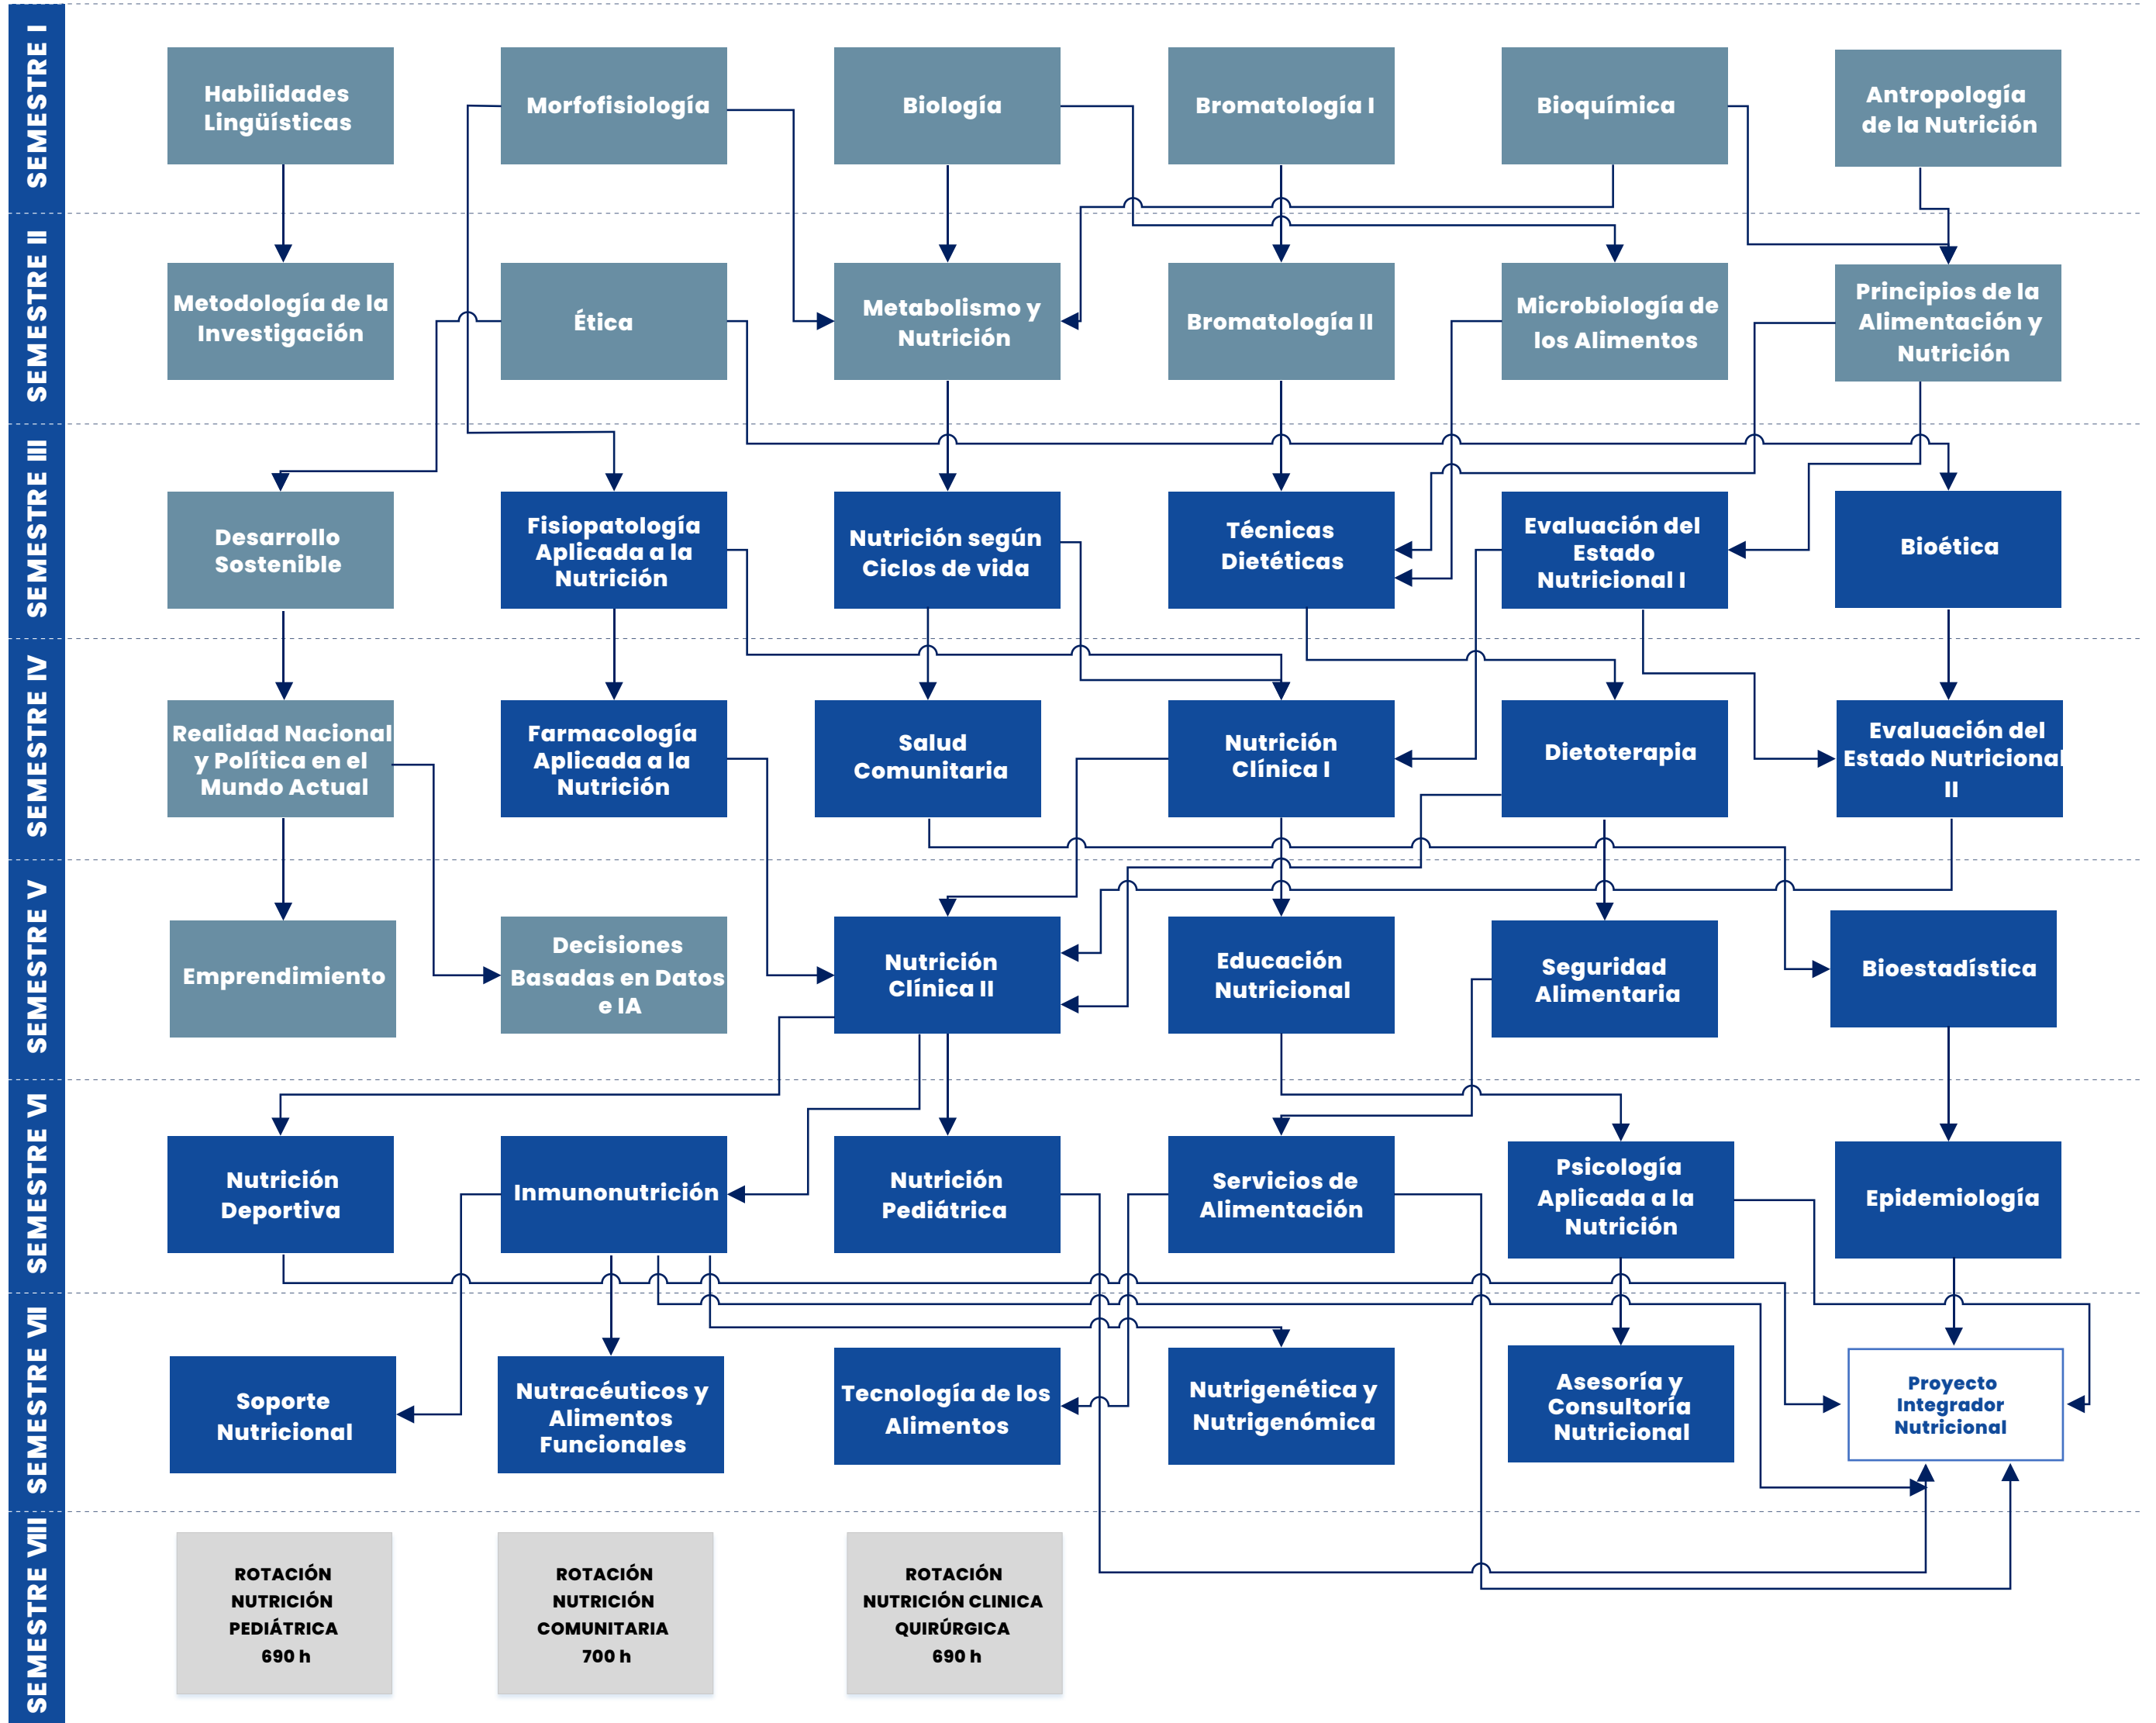 SEMESTRE I
Habilidades
Lingüísticas
Morfofisiología
Biología
Bromatología I
Bioquímica
Antropología
de la Nutrición
SEMESTRE II
Metodología de la
Investigación
Ética
Metabolismo y
Nutrición
Bromatología II
Microbiología de
los Alimentos
Principios de la
Alimentación y
Nutrición
SEMESTRE III
Desarrollo
Sostenible
Fisiopatología
Aplicada a la
Nutrición
Nutrición según
Ciclos de vida
Técnicas
Dietéticas
Evaluación del
Estado
Nutricional I
Bioética
SEMESTRE IV
Realidad Nacional
y Política en el
Mundo Actual
Farmacología
Aplicada a la
Nutrición
Salud
Comunitaria
Nutrición
Clínica I
Dietoterapia
Evaluación del
Estado Nutricional
II
SEMESTRE V
Emprendimiento
Decisiones
Basadas en Datos
e IA
Nutrición
Clínica II
Educación
Nutricional
Seguridad
Alimentaria
Bioestadística
SEMESTRE VI
Nutrición
Deportiva
Inmunonutrición
Nutrición
Pediátrica
Servicios de
Alimentación
Psicología
Aplicada a la
Nutrición
Epidemiología
SEMESTRE VII
Soporte
Nutricional
Nutracéuticos y
Alimentos
Funcionales
Tecnología de los
Alimentos
Nutrigenética y
Nutrigenómica
Asesoría y
Consultoría
Nutricional
Proyecto
Integrador
Nutricional
SEMESTRE VIII
ROTACIÓN
NUTRICIÓN
PEDIÁTRICA
690 h
ROTACIÓN
NUTRICIÓN
COMUNITARIA
700 h
ROTACIÓN
NUTRICIÓN CLINICA
QUIRÚRGICA
690 h